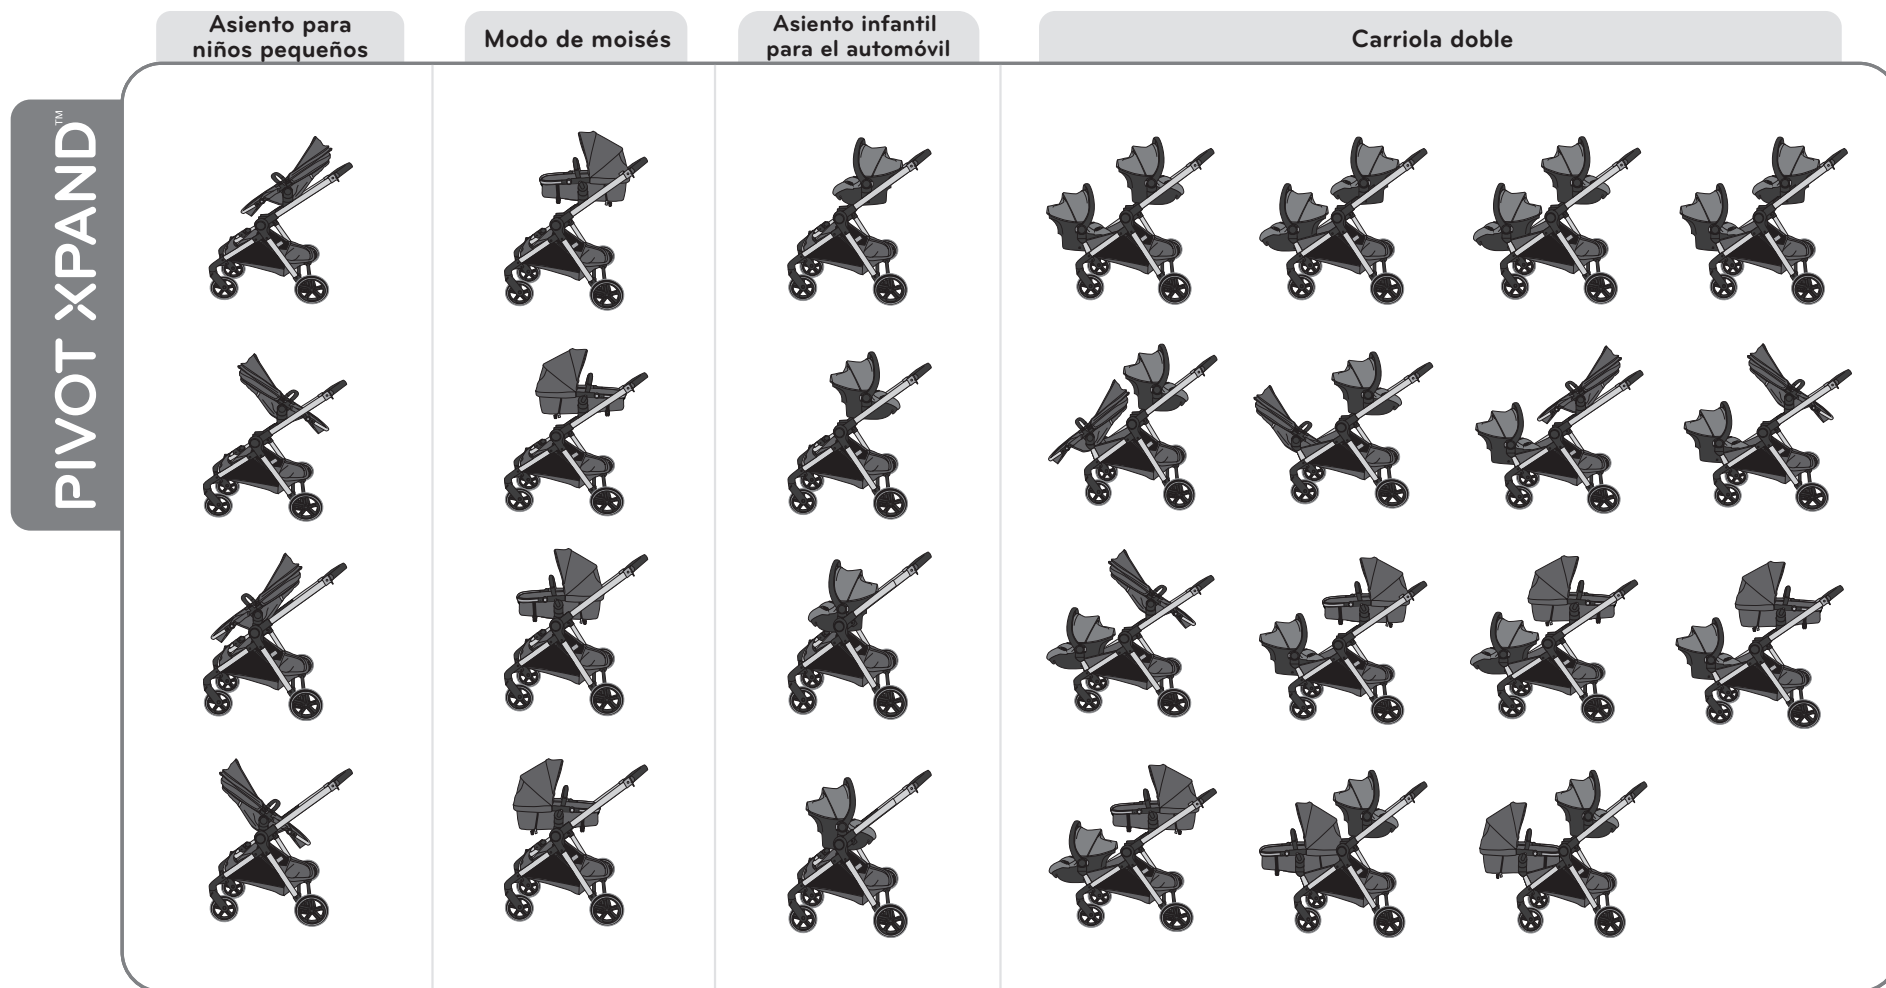 Asiento para
niños pequeños
Modo de moisés
Asiento infantil
para el automóvil
Carriola doble
PIVOT XPAND™